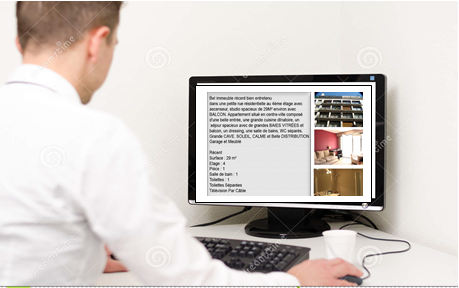 Bel immeuble récent bien entretenu
dans une petite rue résidentielle au 4ème étage avec
ascenseur, studio spacieux de 29M² environ avec
BALCON. Appartement situé en centre ville composé
d'une belle entrée, une grande cuisine dinatoire, un
séjour spacieux avec de grandes BAIES VITRÉES et
balcon, un dressing, une salle de bains, WC séparés.
Grande CAVE. SOLEIL, CALME et Belle DISTRIBUTION
Garage et Meublé
Récent
Surface : 29 m²
Etage : 4
Pièce : 1
Salle de bain : 1
Toilettes : 1
Toilettes Séparées
Télévision Par Câble